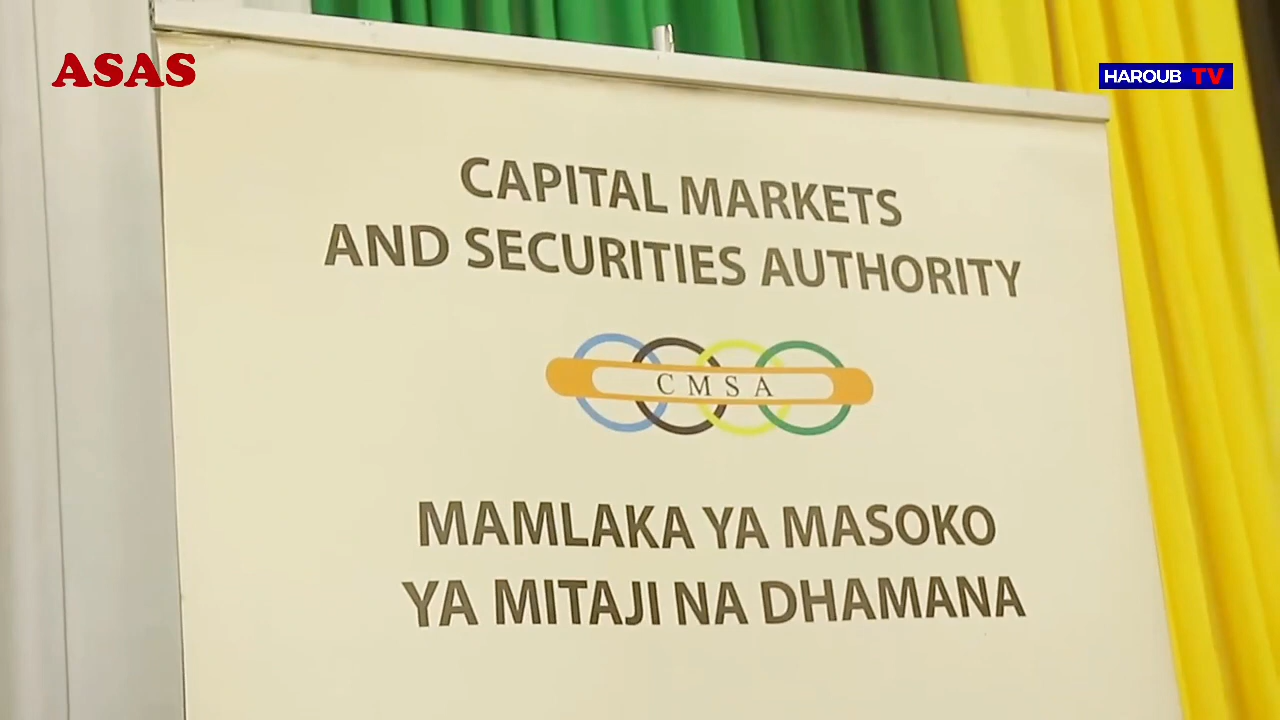 ASAS
HAROUB TV
CAPITAL MARKETS
AND SECURITIES AUTHORITY
CMSA
MAMLAKA YA MASOKO
YA MITAJI NA DHAMANA